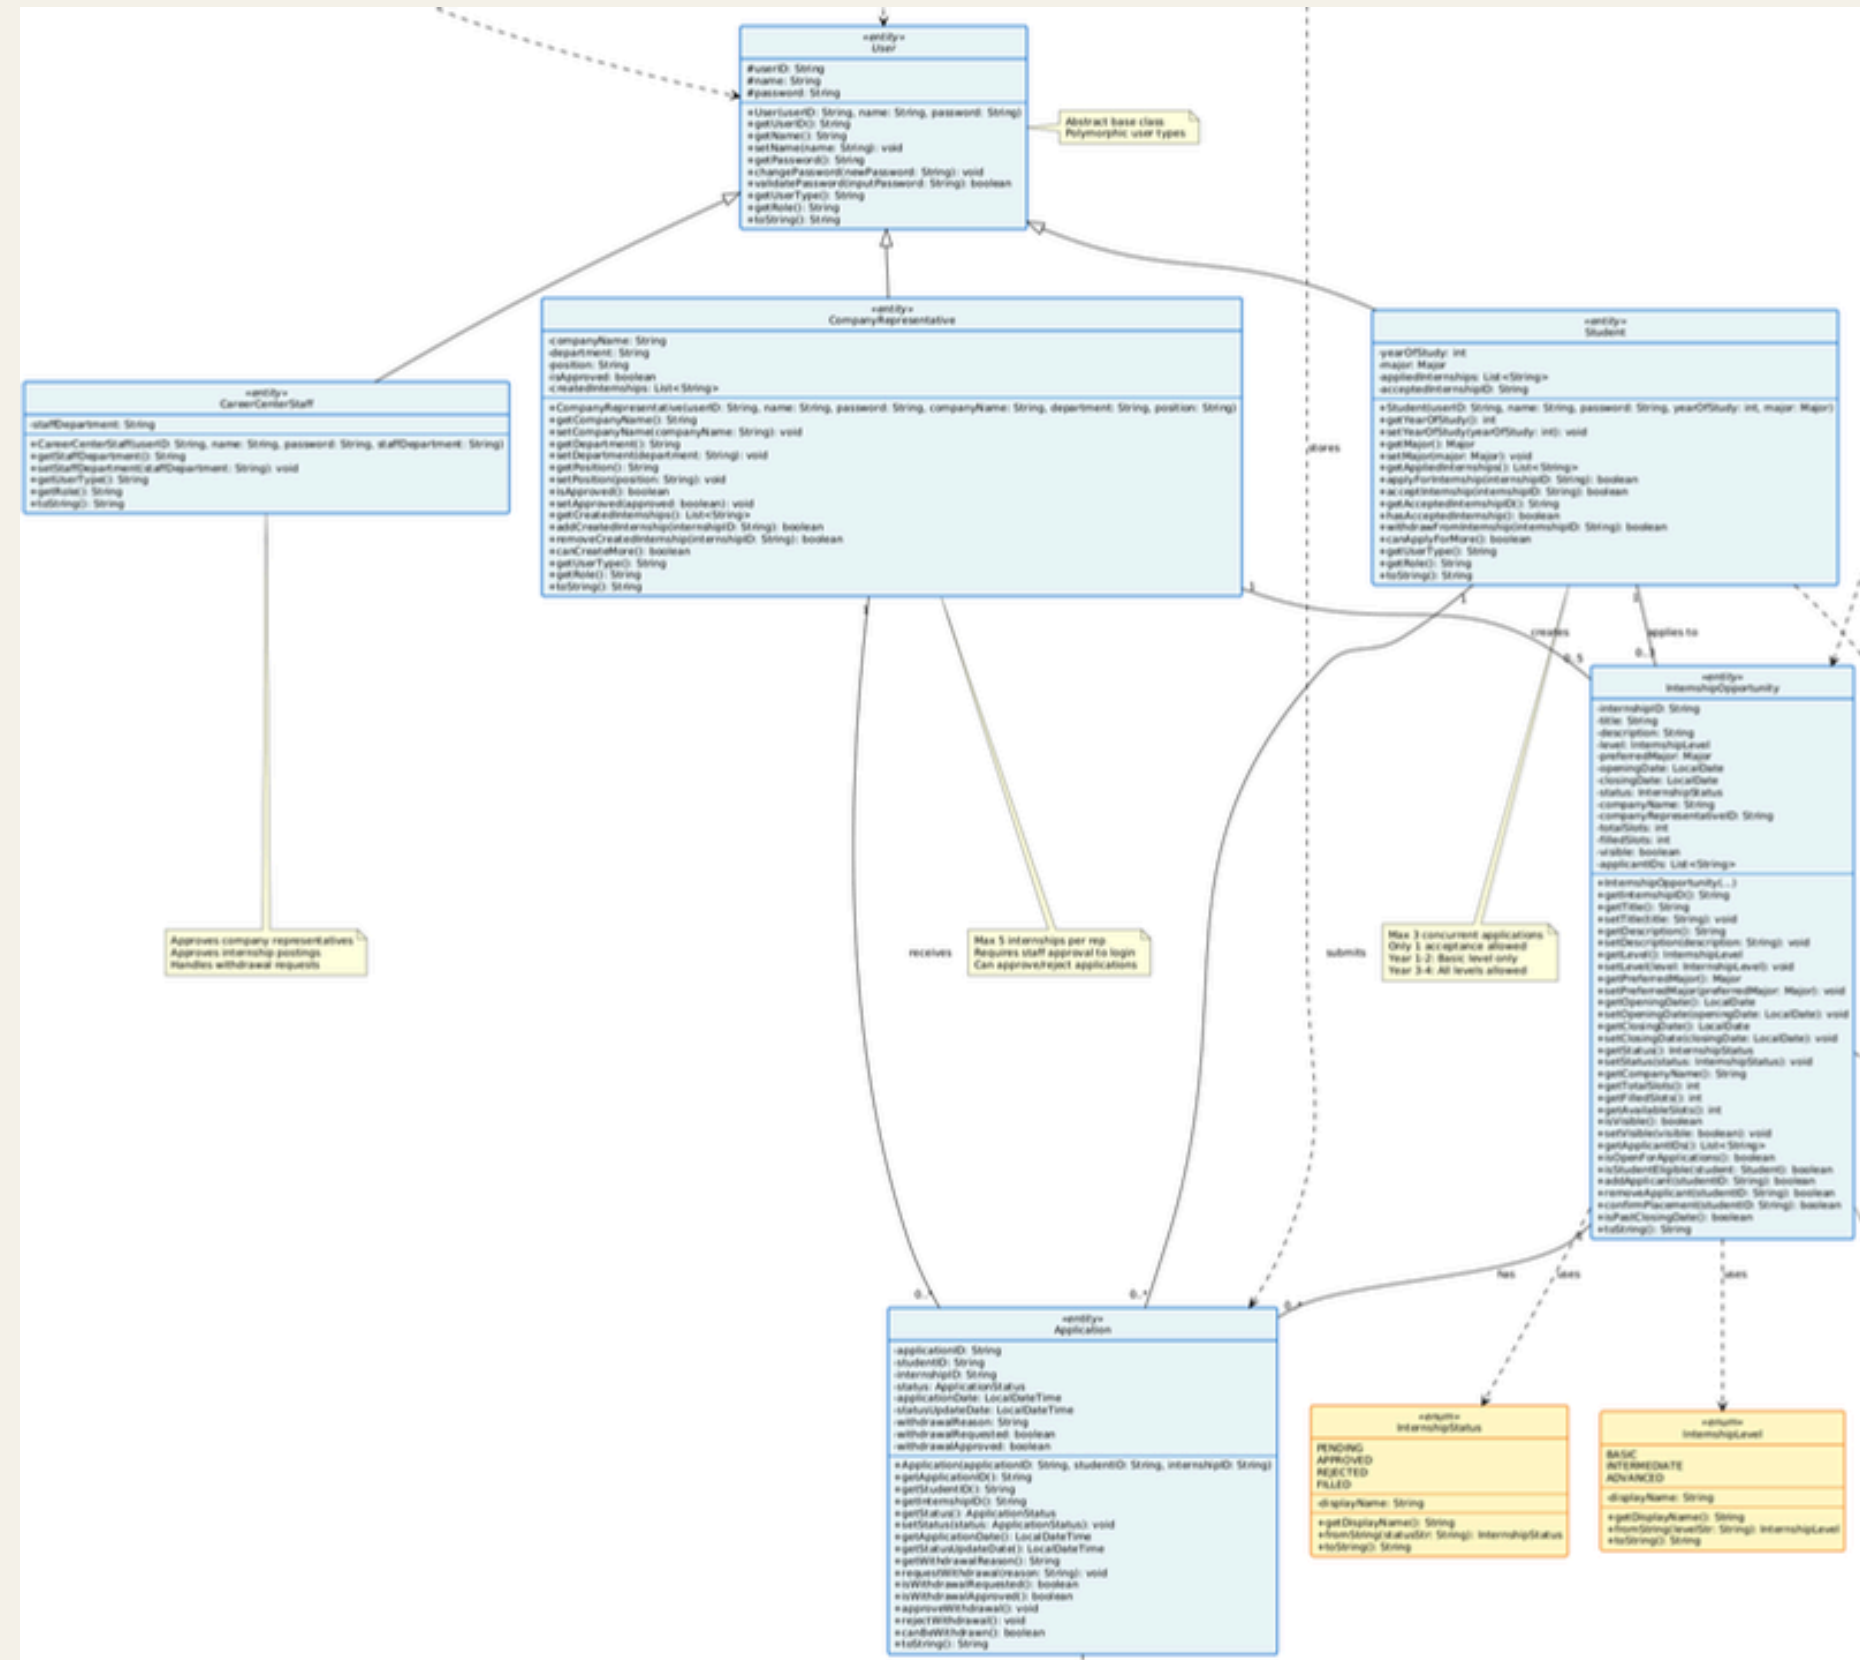 «entity»
User
#userID: String
#name: String
#password: String
+User(userID: String, name: String, password: String)
+getUserID(): String
+getName(): String
+setName(name: String): void
+getPassword(): String
+changePassword(newPassword: String): void
+validatePassword(inputPassword: String): boolean
+getUserType(): String
+getRole(): String
+toString(): String
Abstract base class
Polymorphic user types
«entity»
CareerCenterStaff
-staffDepartment: String
+CareerCenterStaff(userID: String, name: String, password: String, staffDepartment: String)
+getStaffDepartment(): String
+setStaffDepartment(staffDepartment: String): void
+getUserType(): String
+getRole(): String
+toString(): String
«entity»
CompanyRepresentative
-companyName: String
-department: String
-position: String
-isApproved: boolean
-createdInternships: List<String>
+CompanyRepresentative(userID: String, name: String, password: String, companyName: String, department: String, position: String)
+getCompanyName(): String
+setCompanyName(companyName: String): void
+getDepartment(): String
+setDepartment(department: String): void
+getPosition(): String
+setPosition(position: String): void
+isApproved(): boolean
+setApproved(approved: boolean): void
+getCreatedInternships(): List<String>
+addCreatedInternship(internshipID: String): boolean
+removeCreatedInternship(internshipID: String): boolean
+canCreateMore(): boolean
+getUserType(): String
+getRole(): String
+toString(): String
stores
«entity»
Student
-yearOfStudy: int
-major: Major
-appliedInternships: List<String>
-acceptedInternshipID: String
+Student(userID: String, name: String, password: String, yearOfStudy: int, major: Major)
+getYearOfStudy(): int
+setYearOfStudy(yearOfStudy: int): void
+getMajor(): Major
+setMajor(major: Major): void
+getAppliedInternships(): List<String>
+applyForInternship(internshipID: String): boolean
+acceptInternship(internshipID: String): boolean
+getAcceptedInternshipID(): String
+hasAcceptedInternship(): boolean
+withdrawFromInternship(internshipID: String): boolean
+canApplyForMore(): boolean
+getUserType(): String
+getRole(): String
+toString(): String
1
1
1
1
creates
applies to
0..5
«entity»
InternshipOpportunity
-internshipID: String
-title: String
-description: String
-level: InternshipLevel
-preferredMajor: Major
-openingDate: LocalDate
-closingDate: LocalDate
-status: InternshipStatus
-companyName: String
-companyRepresentativeID: String
-totalSlots: int
-filledSlots: int
-visible: boolean
-applicantIDs: List<String>
+InternshipOpportunity(...)
+getInternshipID(): String
+getTitle(): String
+setTitle(title: String): void
+getDescription(): String
+setDescription(description: String): void
+getLevel(): InternshipLevel
+setLevel(level: InternshipLevel): void
+getPreferredMajor(): Major
+setPreferredMajor(preferredMajor: Major): void
+getOpeningDate(): LocalDate
+setOpeningDate(openingDate: LocalDate): void
+getClosingDate(): LocalDate
+setClosingDate(closingDate: LocalDate): void
+getStatus(): InternshipStatus
+setStatus(status: InternshipStatus): void
+getCompanyName(): String
+getTotalSlots(): int
+getFilledSlots(): int
+getAvailableSlots(): int
+isVisible(): boolean
+setVisible(visible: boolean): void
+getApplicantIDs(): List<String>
+isOpenForApplications(): boolean
+isStudentEligible(student: Student): boolean
+addApplicant(studentID: String): boolean
+removeApplicant(studentID: String): boolean
+confirmPlacement(studentID: String): boolean
+isPastClosingDate(): boolean
+toString(): String
Approves company representatives
Approves internship postings
Handles withdrawal requests
receives
Max 5 internships per rep
Requires staff approval to login
Can approve/reject applications
submits
Max 3 concurrent applications
Only 1 acceptance allowed
Year 1-2: Basic level only
Year 3-4: All levels allowed
has
uses
uses
0..*
0..*
0..*
«entity»
Application
-applicationID: String
-studentID: String
-internshipID: String
-status: ApplicationStatus
-applicationDate: LocalDateTime
-statusUpdateDate: LocalDateTime
-withdrawalReason: String
-withdrawalRequested: boolean
-withdrawalApproved: boolean
+Application(applicationID: String, studentID: String, internshipID: String)
+getApplicationID(): String
+getStudentID(): String
+getInternshipID(): String
+getStatus(): ApplicationStatus
+setStatus(status: ApplicationStatus): void
+getApplicationDate(): LocalDateTime
+getStatusUpdateDate(): LocalDateTime
+getWithdrawalReason(): String
+requestWithdrawal(reason: String): void
+isWithdrawalRequested(): boolean
+isWithdrawalApproved(): boolean
+approveWithdrawal(): void
+rejectWithdrawal(): void
+canBeWithdrawn(): boolean
+toString(): String
«enum»
InternshipStatus
PENDING
APPROVED
REJECTED
FILLED
-displayName: String
+getDisplayName(): String
+fromString(statusStr: String): InternshipStatus
+toString(): String
«enum»
InternshipLevel
BASIC
INTERMEDIATE
ADVANCED
-displayName: String
+getDisplayName(): String
+fromString(levelStr: String): InternshipLevel
+toString(): String